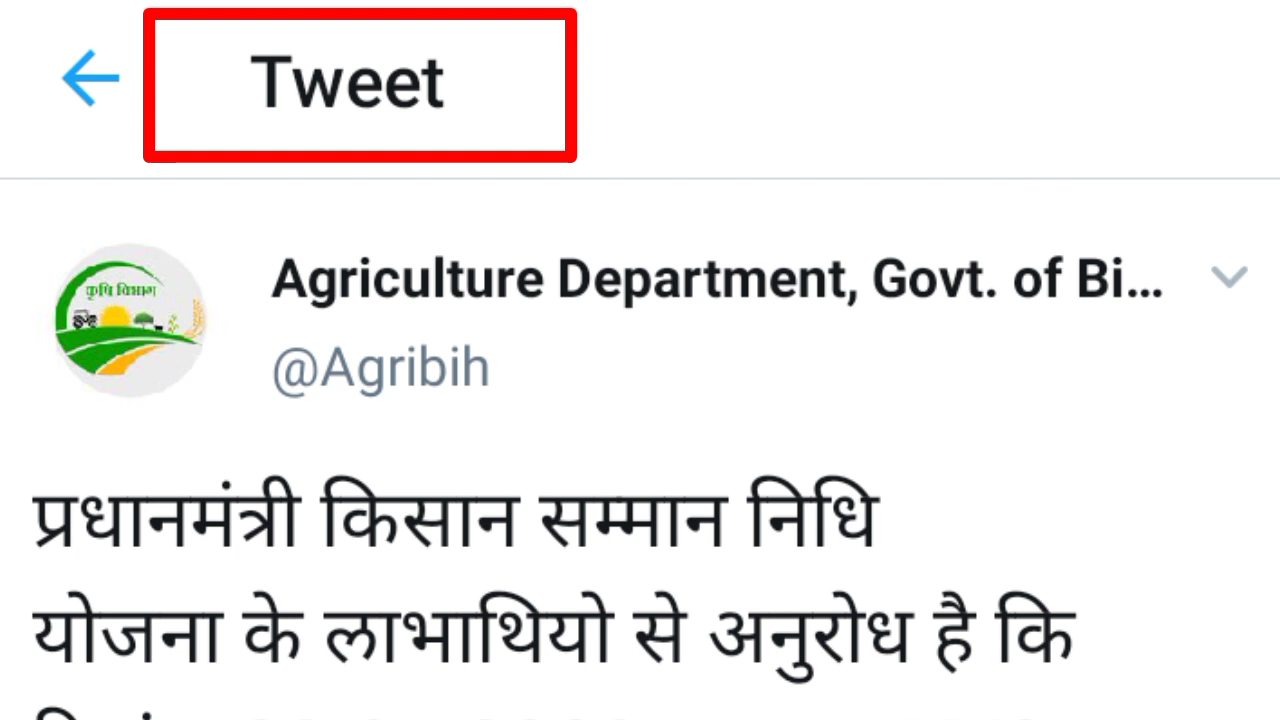 Tweet
कृषि विभाग
Agriculture Department, Govt. of Bi...
@Agribih
प्रधानमंत्री किसान सम्मान निधि
योजना के लाभाथियो से अनुरोध है कि